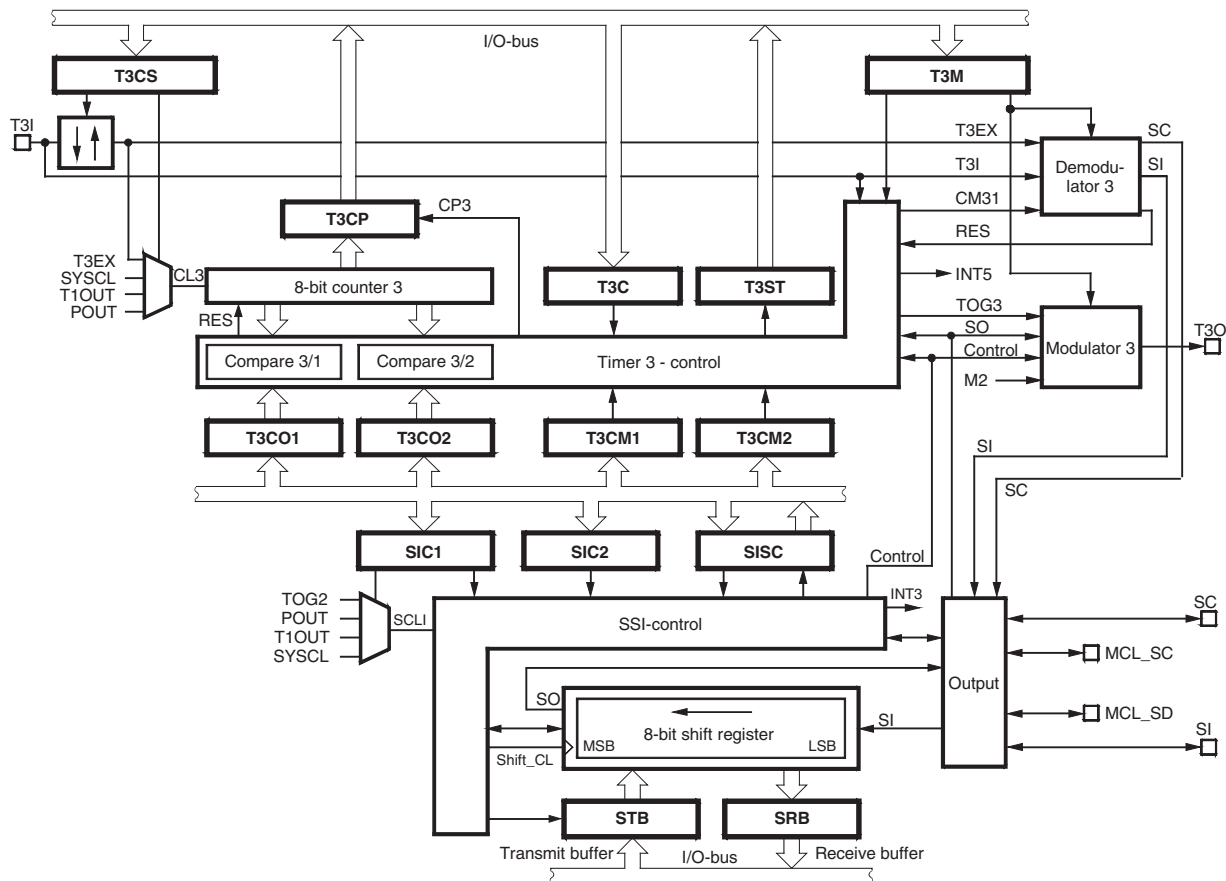 I/O-bus
T3CS
T3M
T3I
T3EX
SC
T3I
SI
Demodu-
lator 3
CM31
T3CP
CP3
RES
T3EX
SYSCL
T1OUT
POUT
CL3
8-bit counter 3
T3C
T3ST
INT5
RES
TOG3
SO
Control
M2
Modulator 3
T3O
Compare 3/1
Compare 3/2
Timer 3 - control
T3CO1
T3CO2
T3CM1
T3CM2
SI
SC
SIC1
SIC2
SISC
Control
TOG2
POUT
T1OUT
SYSCL
SCLI
SSI-control
INT3
SC
MCL_SC
Output
MCL_SD
SI
SO
8-bit shift register
MSB
LSB
SI
Shift_CL
STB
SRB
Transmit buffer
I/O-bus
Receive buffer